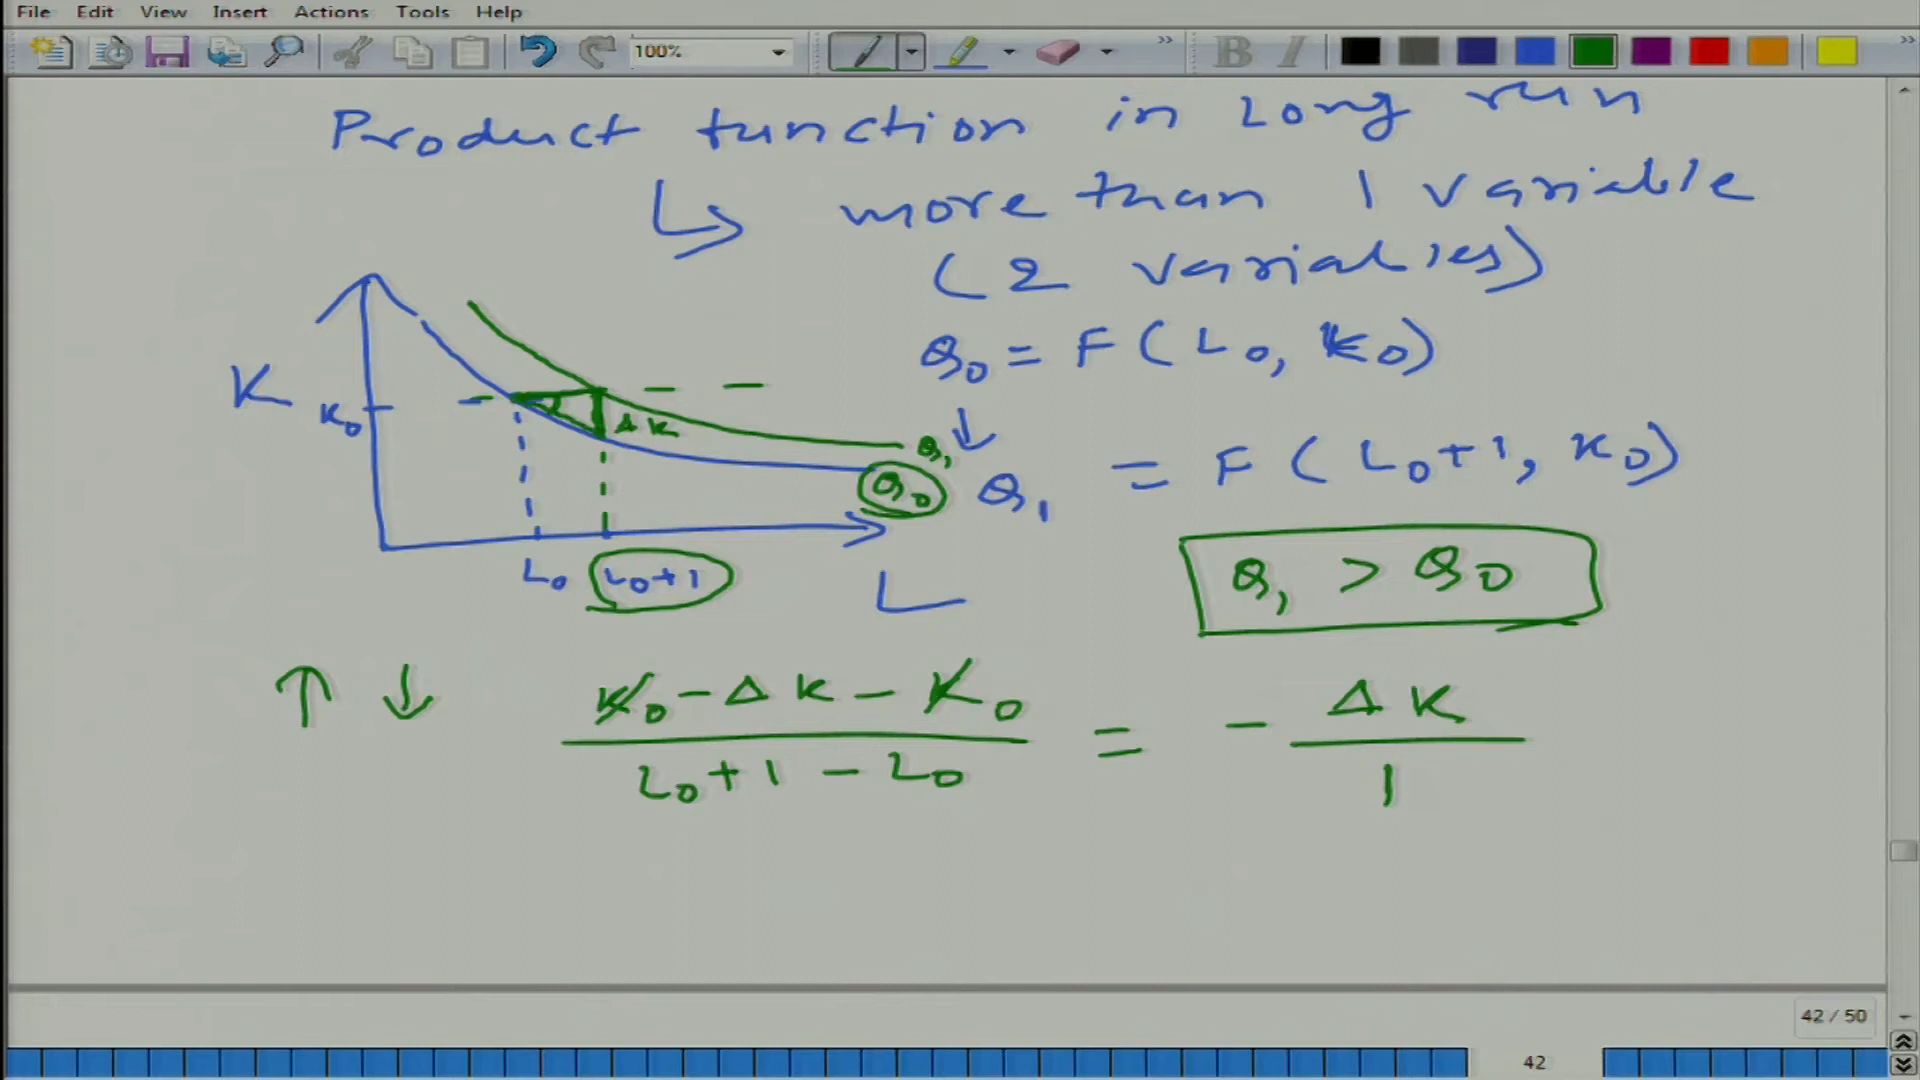 File Edit View Insert Actions Tools Help
100%
Product function in Long run
more than 1 variable
(2 variables)
Q0 = F(L0, K0)
K
K0
ΔK
Q1
Q0
Q1 = F(L0+1, K0)
L0 L0+1
L
Q1 > Q0
↑ ↓
K0 - ΔK - K0
L0+1 - L0
= - ΔK
1
42 / 50
42